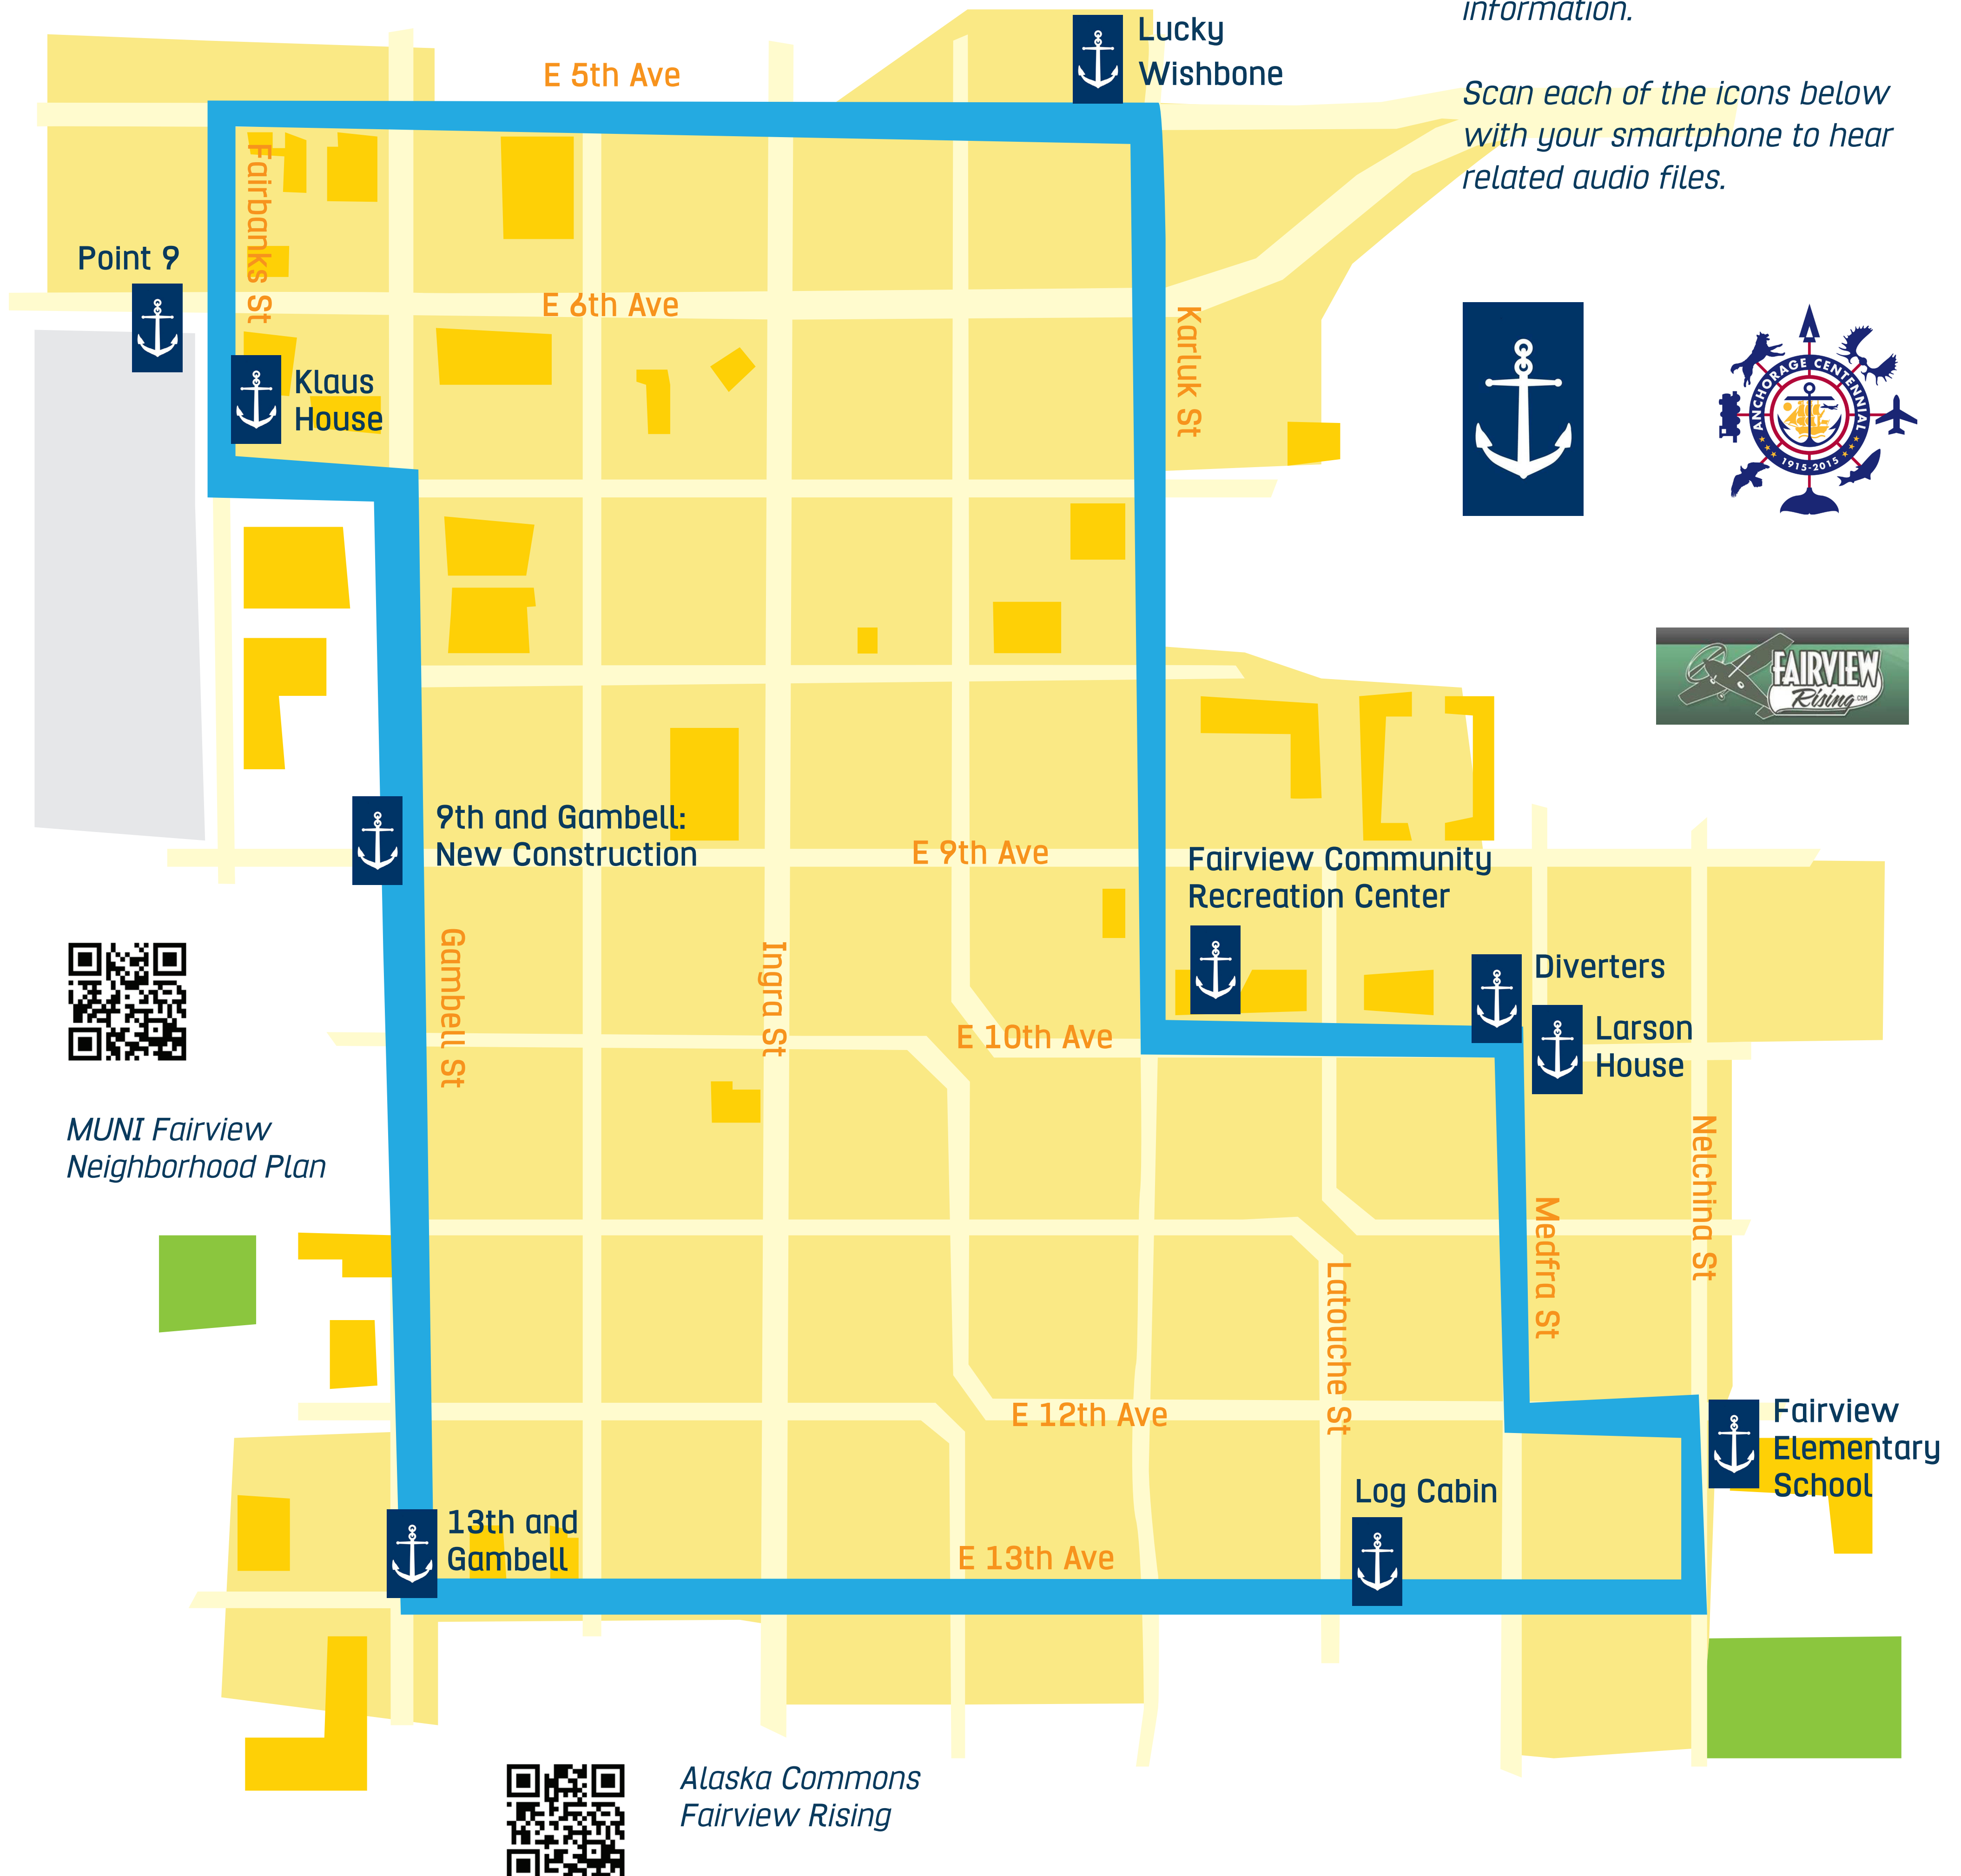 information.
Scan each of the icons below
with your smartphone to hear
related audio files.
Lucky
Wishbone
E 5th Ave
Fairbanks St
Point 9
E 6th Ave
Karluk St
Klaus
House
ANCHORAGE CENTENNIAL
1915-2015
FAIRVIEW
Rising.COM
9th and Gambell:
New Construction
E 9th Ave
Fairview Community
Recreation Center
Gambell St
Ingra St
Diverters
E 10th Ave
Larson
House
MUNI Fairview
Neighborhood Plan
Nelchina St
Medfra St
Latouche St
E 12th Ave
Fairview
Elementary
School
Log Cabin
13th and
Gambell
E 13th Ave
Alaska Commons
Fairview Rising